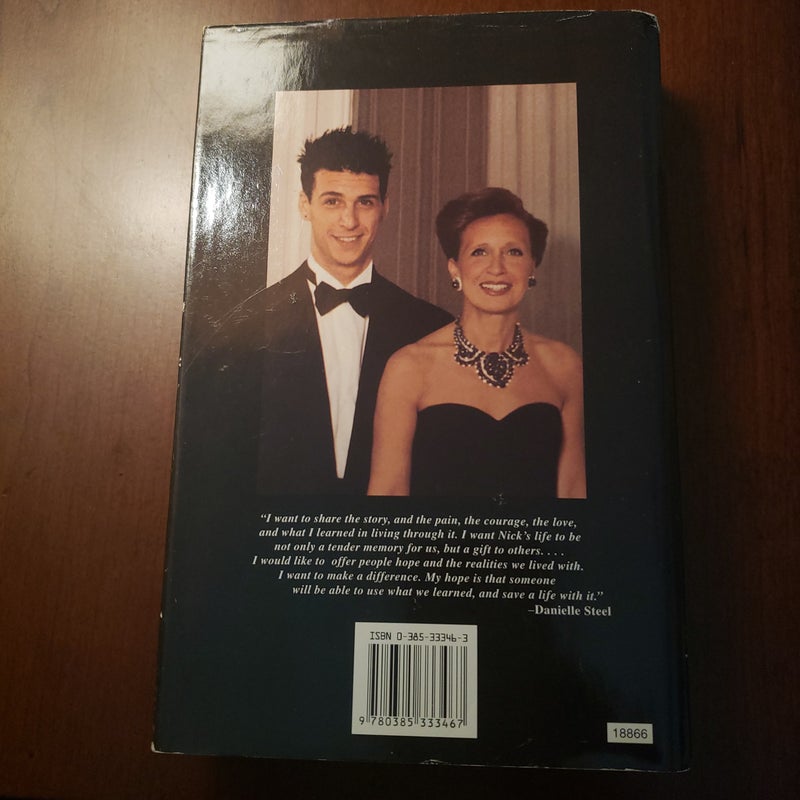 “I want to share the story, and the pain, the courage, the love,
and what I learned in living through it. I want Nick’s life to be
not only a tender memory for us, but a gift to others. . . .
I would like to offer people hope and the realities we lived with.
I want to make a difference. My hope is that someone
will be able to use what we learned, and save a life with it.”
–Danielle Steel
ISBN 0-385-33346-3
9 780385 333467
18866